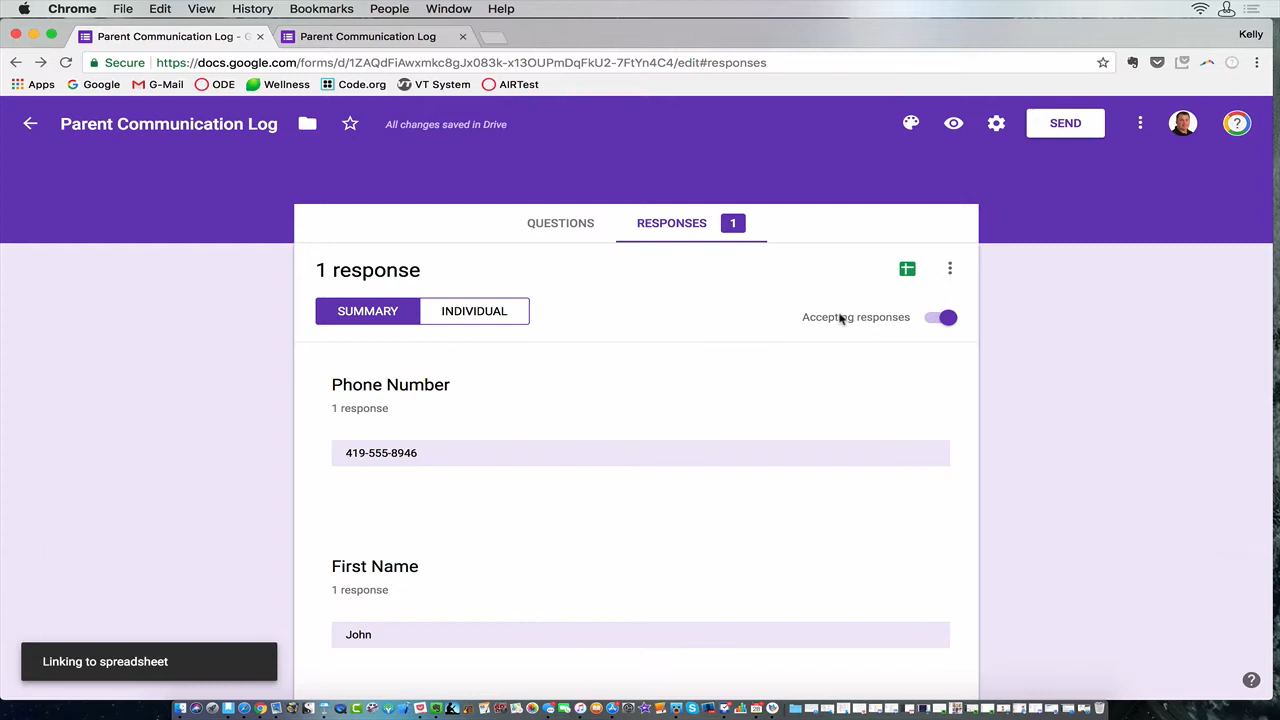 Chrome File Edit View History Bookmarks People Window Help
Parent Communication Log - G Parent Communication Log Kelly
Secure https://docs.google.com/forms/d/1ZAQdFiAwxmkc8gJx083k-x13OUPmDqFkU2-7FtYn4C4/edit#responses
Apps Google G-Mail ODE Wellness Code.org VT System AIRTest
Parent Communication Log All changes saved in Drive SEND
QUESTIONS RESPONSES 1
1 response
SUMMARY INDIVIDUAL
Accepting responses
Phone Number
1 response
419-555-8946
First Name
1 response
John
Linking to spreadsheet